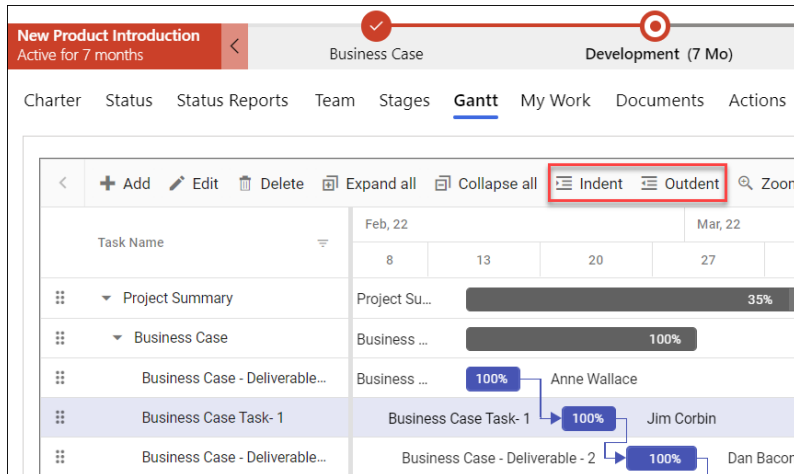 New Product Introduction
Active for 7 months
Business Case
Development (7 Mo)
Charter Status Status Reports Team Stages Gantt My Work Documents Actions
Add Edit Delete Expand all Collapse all Indent Outdent Zoom
Task Name
Feb, 22 Mar, 22
8 13 20 27
Project Summary Project Su... 35%
Business Case Business ... 100%
Business Case - Deliverable... Business ... 100% Anne Wallace
Business Case Task- 1 Business Case Task- 1 100% Jim Corbin
Business Case - Deliverable... Business Case - Deliverable - 2 100% Dan Bacon